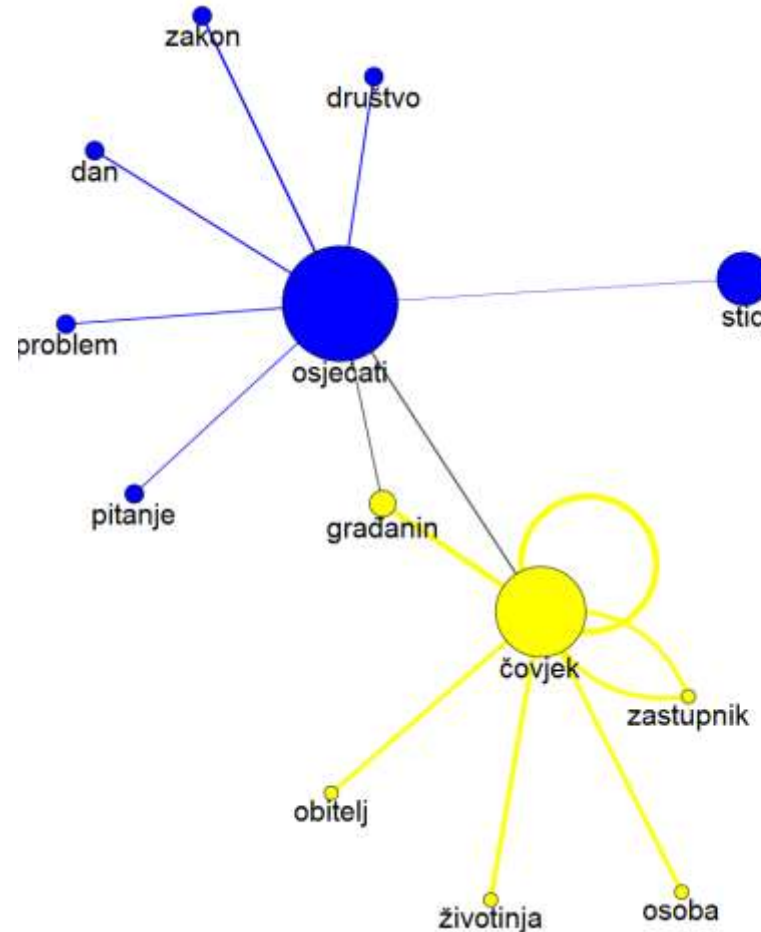 zakon
društvo
dan
problem
osjećati
pitanje
građanin
čovjek
zastupnik
obitelj
životinja
osoba